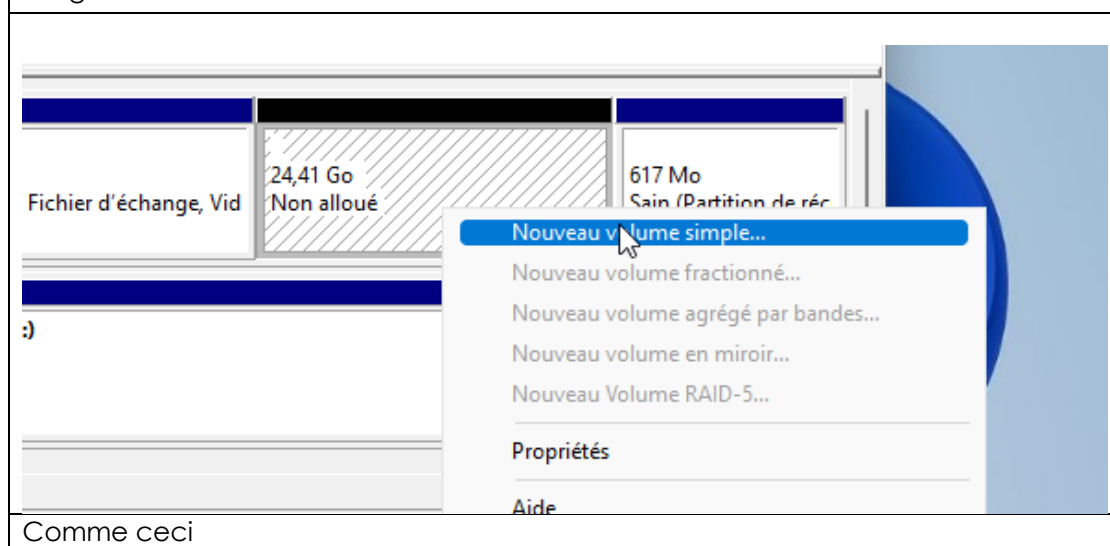 Fichier d'échange, Vid
24,41 Go
Non alloué
617 Mo
Sain (Partition de réc
Nouveau volume simple...
Nouveau volume fractionné...
Nouveau volume agrégé par bandes...
Nouveau volume en miroir...
Nouveau Volume RAID-5...
:)
Propriétés
Aide
Comme ceci